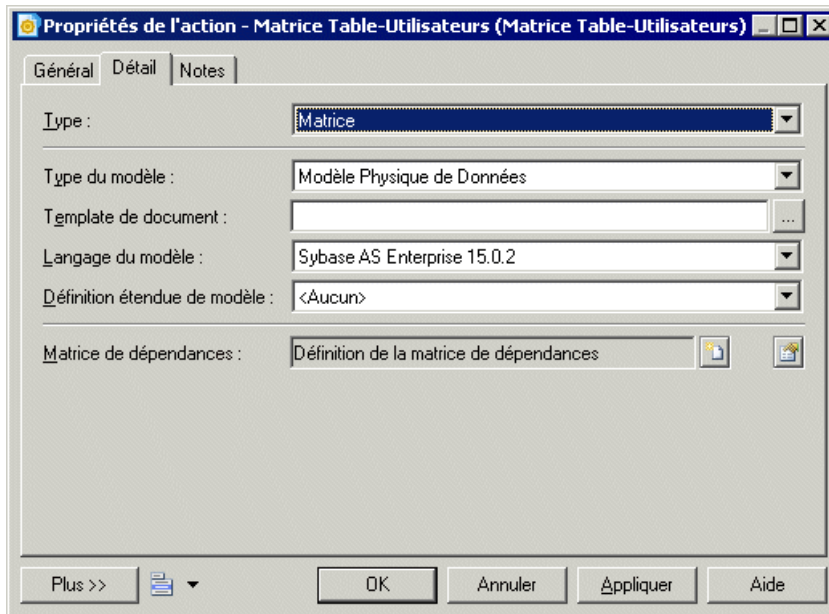 Propriétés de l'action - Matrice Table-Utilisateurs (Matrice Table-Utilisateurs)
Général Détail Notes
Type : Matrice
Type du modèle : Modèle Physique de Données
Template de document : ...
Langage du modèle : Sybase AS Enterprise 15.0.2
Définition étendue de modèle : <Aucun>
Matrice de dépendances : Définition de la matrice de dépendances
Plus >> OK Annuler Appliquer Aide